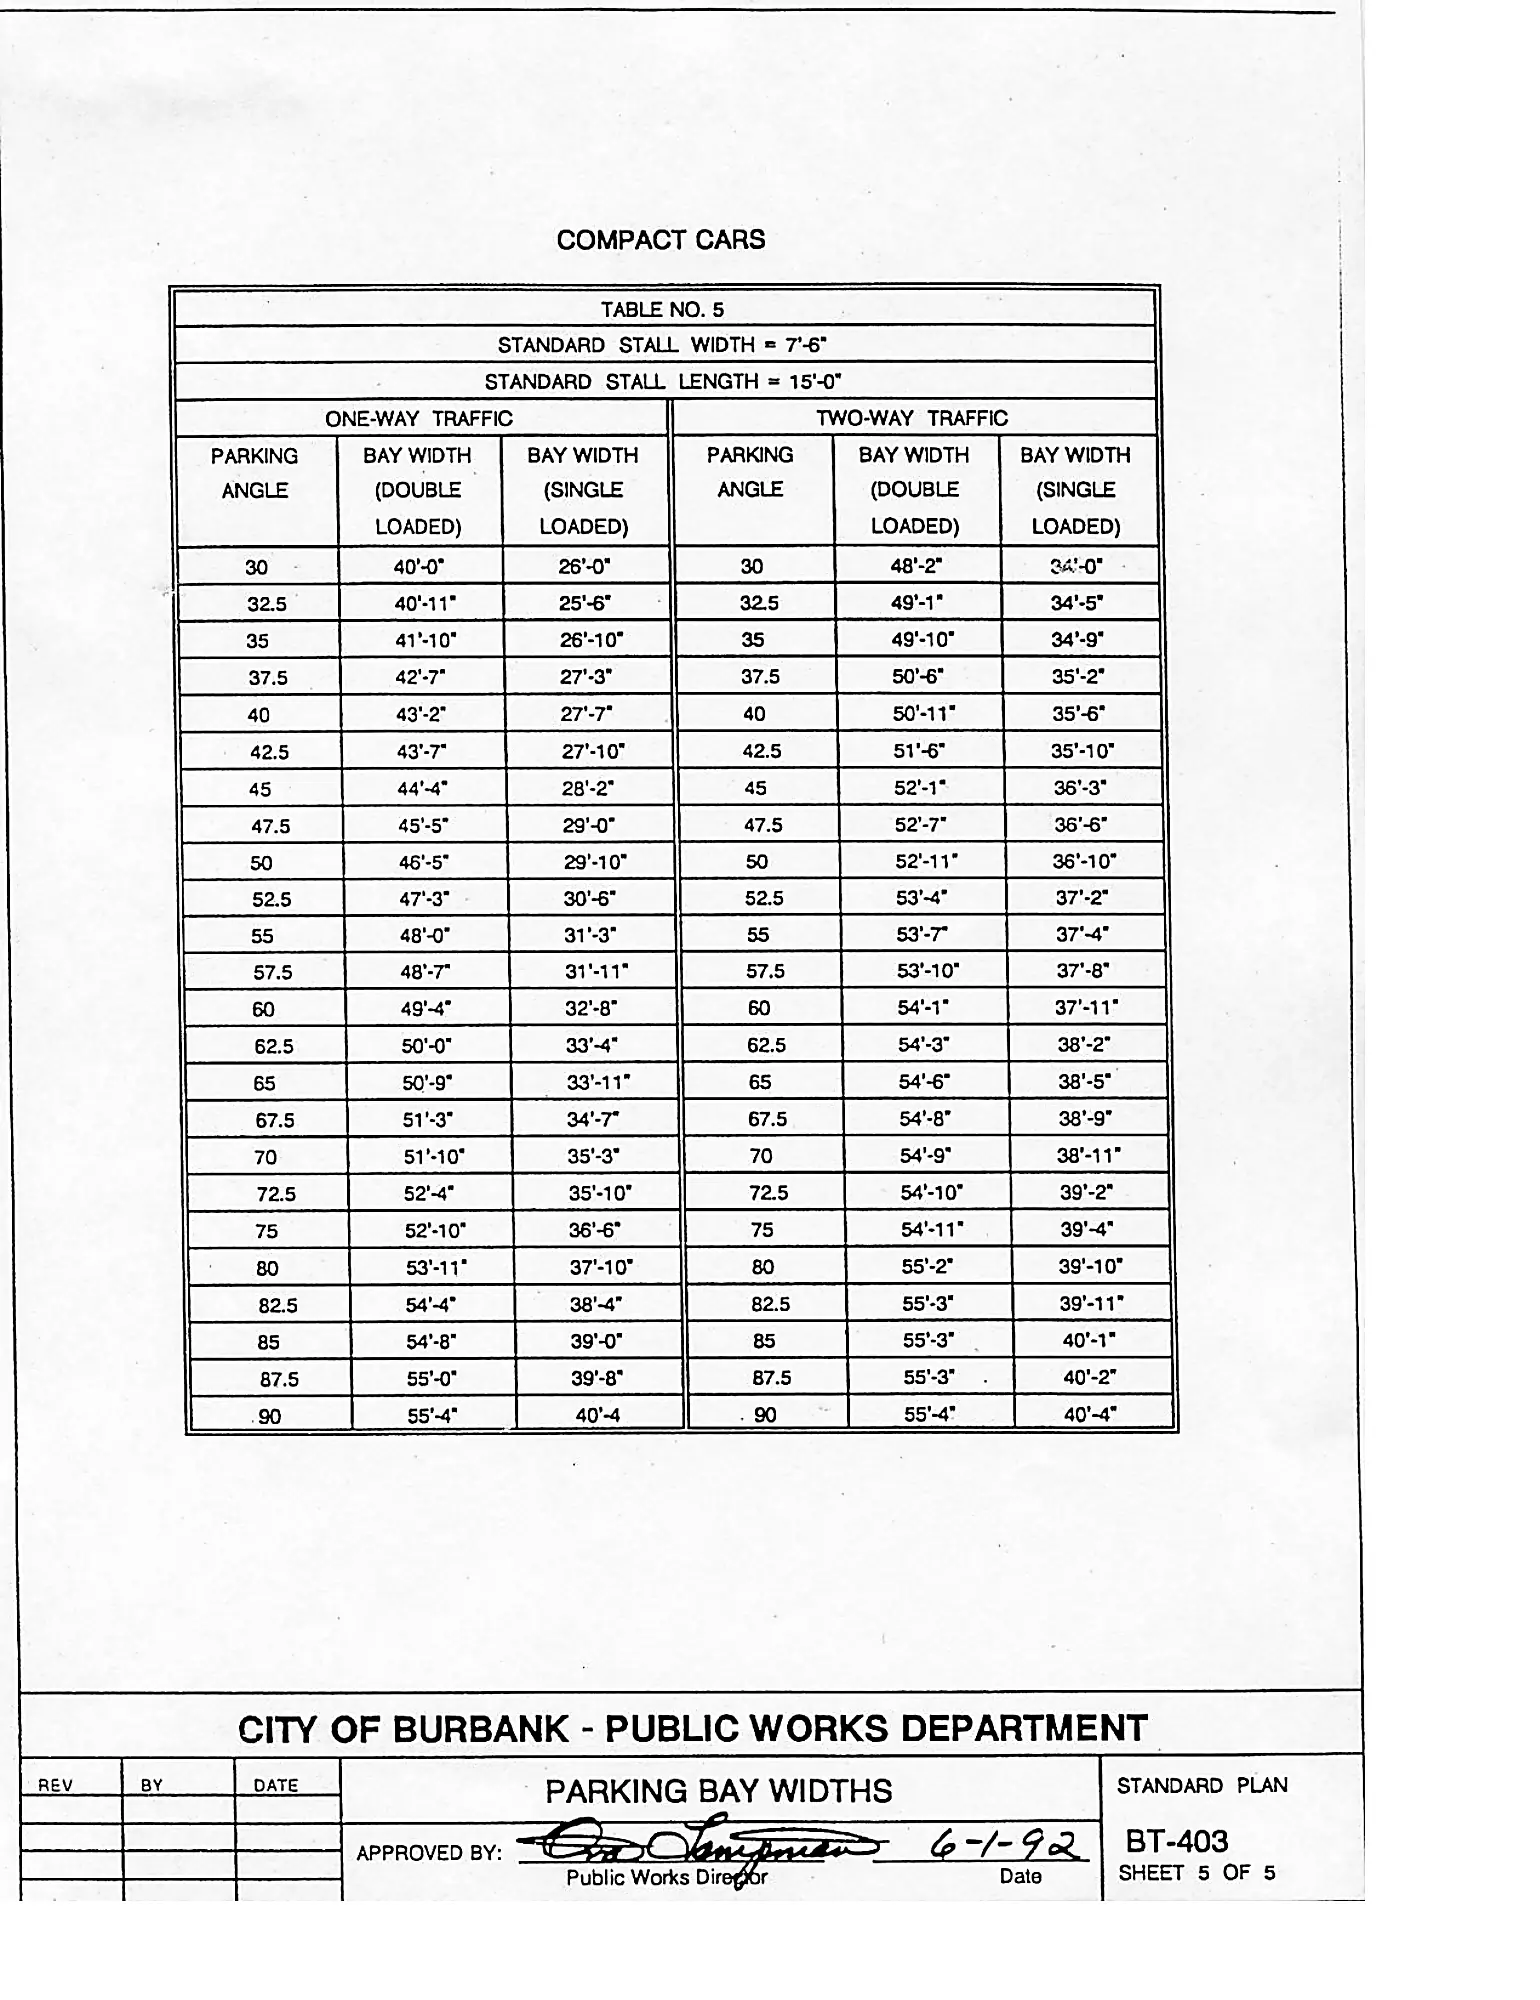 COMPACT CARS
TABLE NO. 5
STANDARD STALL WIDTH = 7'-6"
STANDARD STALL LENGTH = 15'-0"
ONE-WAY TRAFFIC TWO-WAY TRAFFIC
PARKING BAY WIDTH BAY WIDTH PARKING BAY WIDTH BAY WIDTH
ANGLE (DOUBLE (SINGLE ANGLE (DOUBLE (SINGLE
LOADED) LOADED) LOADED) LOADED)
30 40'-0" 26'-0" 30 48'-2" 34'-0"
32.5 40'-11" 25'-6" 32.5 49'-1" 34'-5"
35 41'-10" 26'-10" 35 49'-10" 34'-9"
37.5 42'-7" 27'-3" 37.5 50'-6" 35'-2"
40 43'-2" 27'-7" 40 50'-11" 35'-6"
42.5 43'-7" 27'-10" 42.5 51'-6" 35'-10"
45 44'-4" 28'-2" 45 52'-1" 36'-3"
47.5 45'-5" 29'-0" 47.5 52'-7" 36'-6"
50 46'-5" 29'-10" 50 52'-11" 36'-10"
52.5 47'-3" 30'-6" 52.5 53'-4" 37'-2"
55 48'-0" 31'-3" 55 53'-7" 37'-4"
57.5 48'-7" 31'-11" 57.5 53'-10" 37'-8"
60 49'-4" 32'-8" 60 54'-1" 37'-11"
62.5 50'-0" 33'-4" 62.5 54'-3" 38'-2"
65 50'-9" 33'-11" 65 54'-6" 38'-5"
67.5 51'-3" 34'-7" 67.5 54'-8" 38'-9"
70 51'-10" 35'-3" 70 54'-9" 38'-11"
72.5 52'-4" 35'-10" 72.5 54'-10" 39'-2"
75 52'-10" 36'-6" 75 54'-11" 39'-4"
80 53'-11" 37'-10" 80 55'-2" 39'-10"
82.5 54'-4" 38'-4" 82.5 55'-3" 39'-11"
85 54'-8" 39'-0" 85 55'-3" 40'-1"
87.5 55'-0" 39'-8" 87.5 55'-3" 40'-2"
90 55'-4" 40'-4 90 55'-4" 40'-4"
CITY OF BURBANK - PUBLIC WORKS DEPARTMENT
REV BY DATE PARKING BAY WIDTHS STANDARD PLAN
APPROVED BY: 6-1-92 BT-403
Public Works Director Date SHEET 5 OF 5